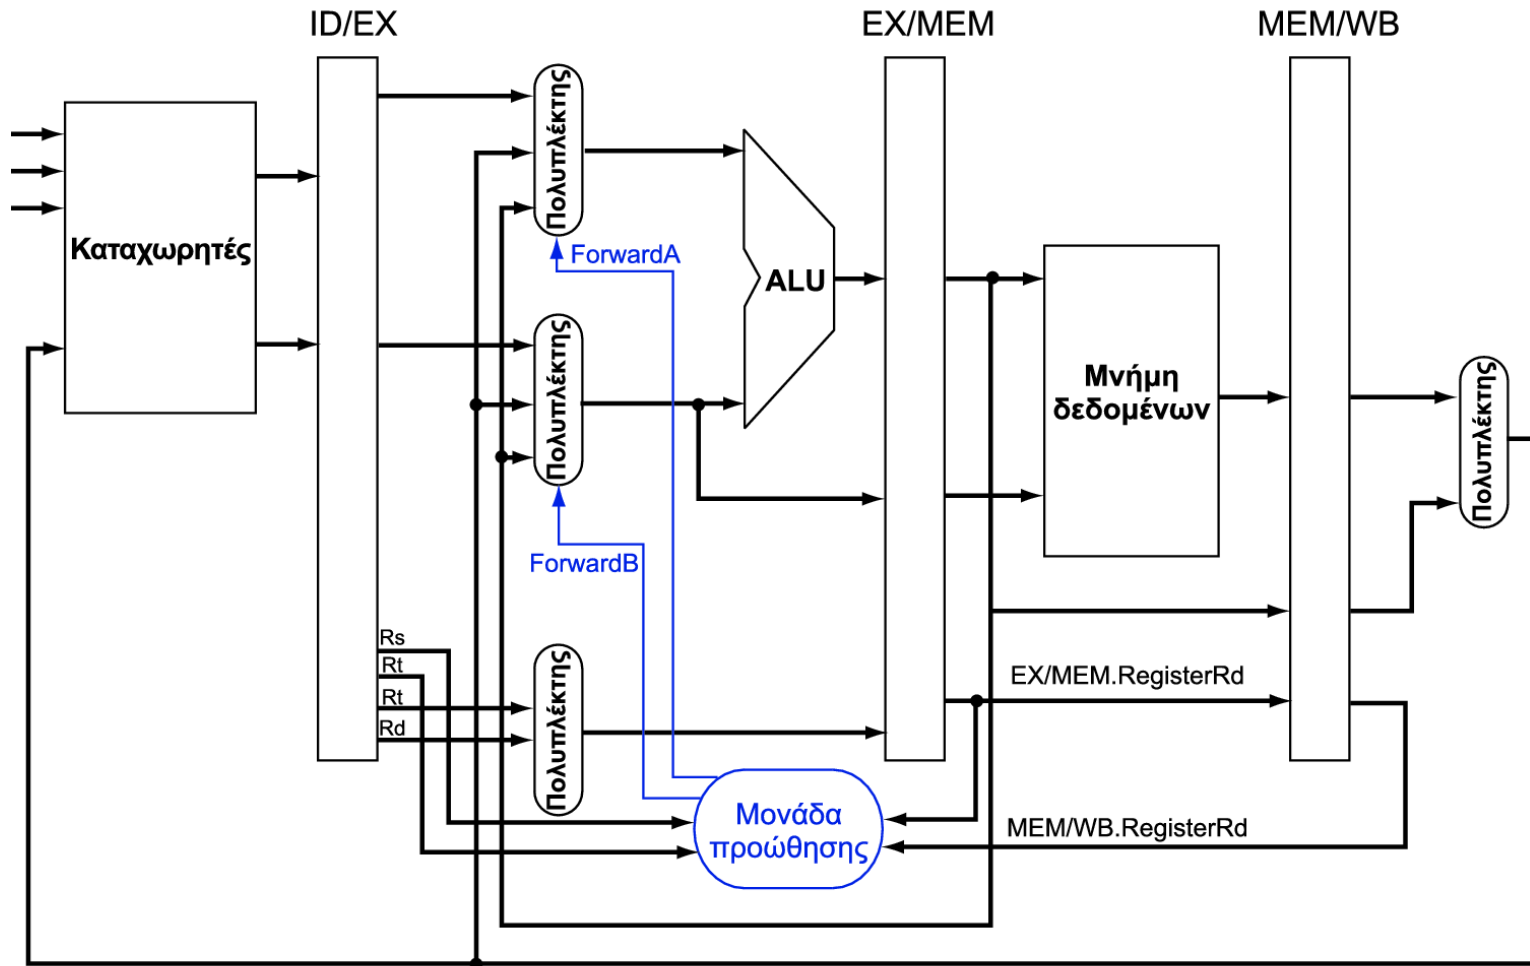 ID/EX
EX/MEM
MEM/WB
Πολυπλέκτης
Καταχωρητές
ForwardA
ALU
Πολυπλέκτης
Μνήμη
δεδομένων
Πολυπλέκτης
ForwardB
Rs
Rt
Rt
Rd
Πολυπλέκτης
EX/MEM.RegisterRd
Μονάδα
προώθησης
MEM/WB.RegisterRd